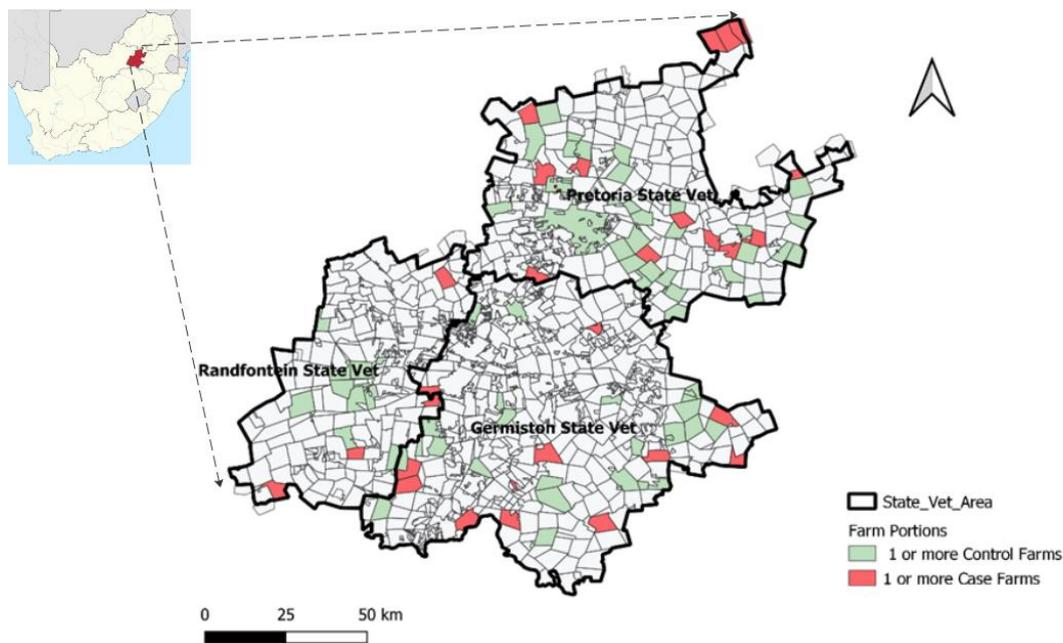 Pretoria State Vet
Randfontein State Vet
Germiston State Vet
State_Vet_Area
Farm Portions
1 or more Control Farms
1 or more Case Farms
0 25 50 km